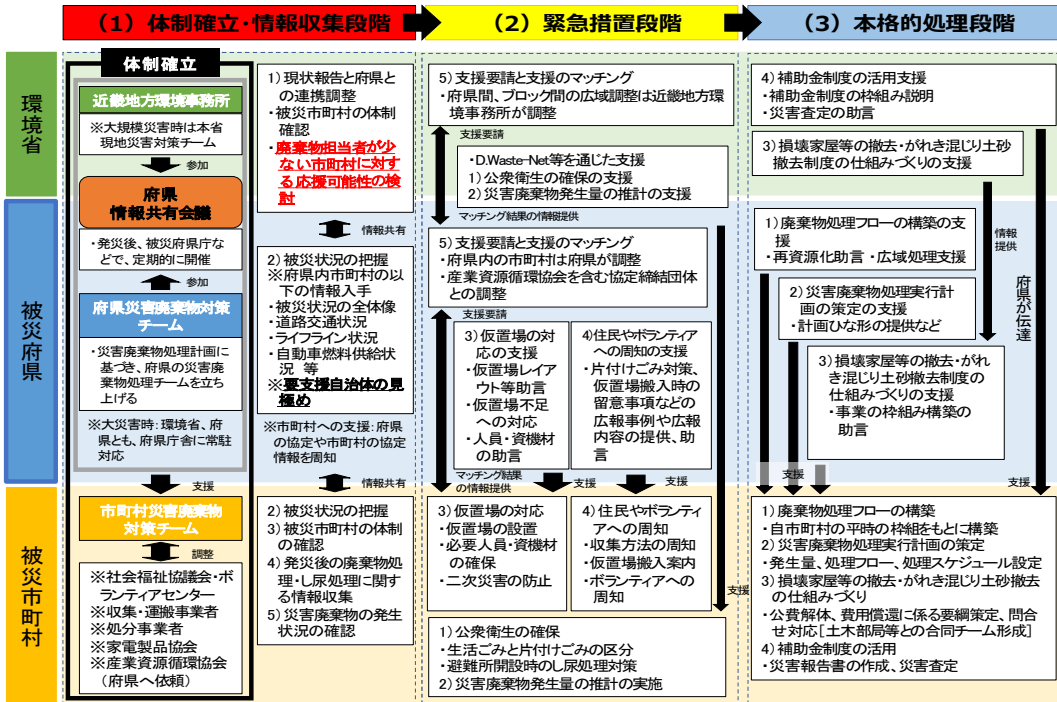 (1)体制確立・情報収集段階
(2)緊急措置段階
(3)本格的処理段階
環境省
被災府県
被災市町村
体制確立
近畿地方環境事務所
※大規模災害時は本省
現地災害対策チーム
参加
府県
情報共有会議
・発災後、被災府県庁な
どで、定期的に開催
参加
府県災害廃棄物対策
チーム
・災害廃棄物処理計画に
基づき、府県の災害廃
棄物処理チームを立ち
上げる
※大災害時:環境省、府
県とも、府県庁舎に常駐
対応
支援
市町村災害廃棄物
対策チーム
調整
※社会福祉協議会・ボ
ランティアセンター
※収集・運搬事業者
※処分事業者
※家電製品協会
※産業資源循環協会
(府県へ依頼)
1)現状報告と府県と
の連携調整
・被災市町村の体制
確認
・廃棄物担当者が少
ない市町村に対す
る応援可能性の検
討
情報共有
2)被災状況の把握
※府県内市町村の以
下の情報入手
・被災状況の全体像
・道路交通状況
・ライフライン状況
・自動車燃料供給状
況 等
※要支援自治体の見
極め
※市町村への支援:府県
の協定や市町村の協定
情報を周知
情報共有
2)被災状況の把握
3)被災市町村の体制
の確認
4)発災後の廃棄物処
理・し尿処理に関す
る情報収集
5)災害廃棄物の発生
状況の確認
5)支援要請と支援のマッチング
・府県間、ブロック間の広域調整は近畿地方環
境事務所が調整
支援要請
・D.Waste-Net等を通じた支援
1)公衆衛生の確保の支援
2)災害廃棄物発生量の推計の支援
マッチング結果の情報提供
5)支援要請と支援のマッチング
・府県内の市町村は府県が調整
・産業資源循環協会を含む協定締結団体
との調整
支援要請
3)仮置場の対
応の支援
・仮置場レイア
ウト等助言
・仮置場不足
への対応
・人員・資機材
の助言
4)住民やボランティア
への周知の支援
・片付けごみ対策、
仮置場搬入時の
留意事項などの
広報事例や広報
内容の提供、助
言
マッチング結果
の情報提供
支援
支援
3)仮置場の対応
・仮置場の設置
・必要人員・資機材
の確保
・二次災害の防止
4)住民やボランティ
アへの周知
・収集方法の周知
・仮置場搬入案内
・ボランティアへの
周知
支援
1)公衆衛生の確保
・生活ごみと片付けごみの区分
・避難所開設時のし尿処理対策
2)災害廃棄物発生量の推計の実施
4)補助金制度の活用支援
・補助金制度の枠組み説明
・災害査定の助言
3)損壊家屋等の撤去・がれき混じり土砂
撤去制度の仕組みづくりの支援
情報
提供
1)廃棄物処理フローの構築の支
援
・再資源化助言・広域処理支援
2)災害廃棄物処理実行計
画の策定の支援
・計画ひな形の提供など
府県が伝達
3)損壊家屋等の撤去・がれ
き混じり土砂撤去制度の
仕組みづくりの支援
・事業の枠組み構築の
助言
支援
支援
1)廃棄物処理フローの構築
・自市町村の平時の枠組をもとに構築
2)災害廃棄物処理実行計画の策定
・発生量、処理フロー、処理スケジュール設定
3)損壊家屋等の撤去・がれき混じり土砂撤去
の仕組みづくり
・公費解体、費用償還に係る要綱策定、問合
せ対応[土木部局等との合同チーム形成]
4)補助金制度の活用
・災害報告書の作成、災害査定